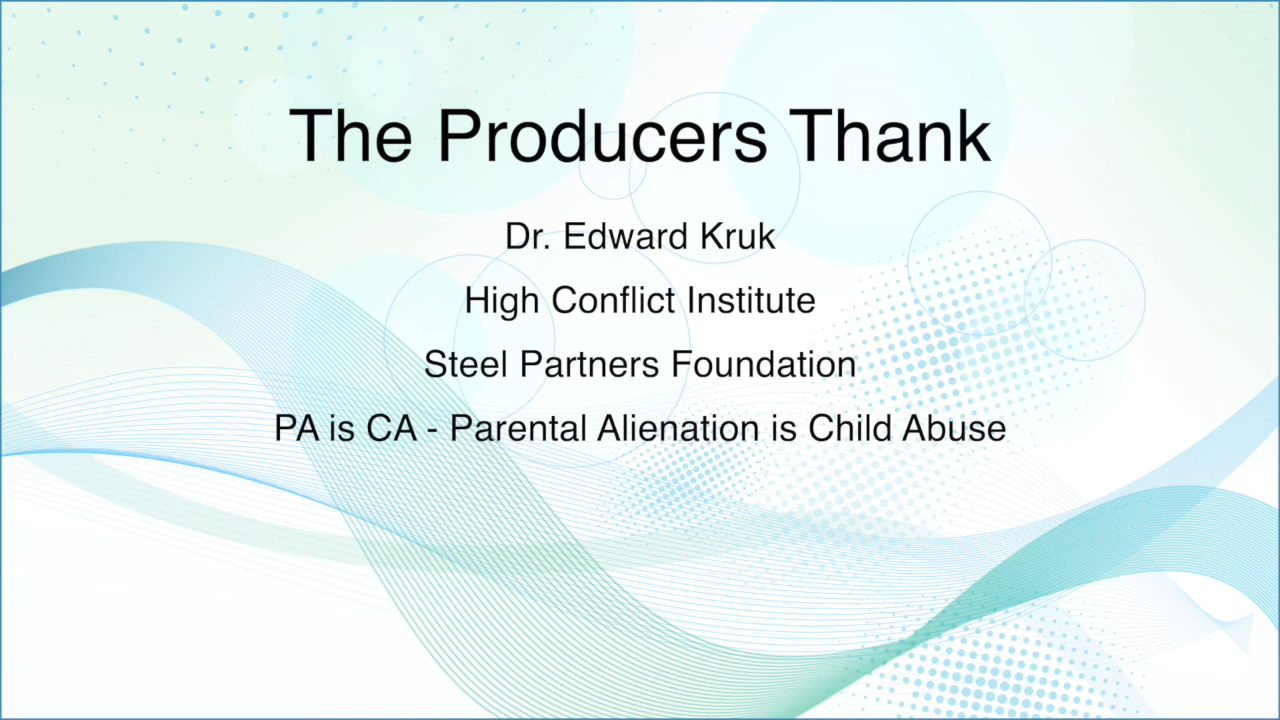 The Producers Thank
Dr. Edward Kruk
High Conflict Institute
Steel Partners Foundation
PA is CA - Parental Alienation is Child Abuse